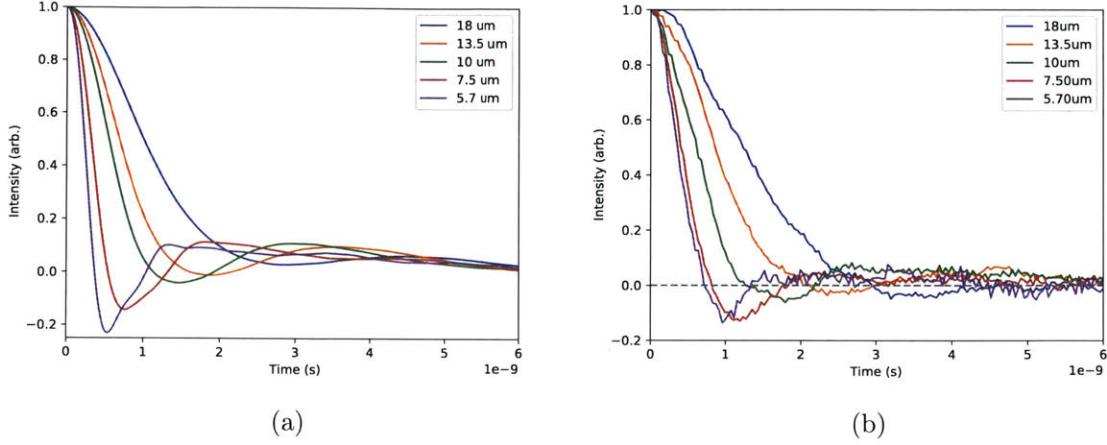 1.0
0.8
0.6
0.4
0.2
0.0
−0.2
Intensity (arb.)
0 1 2 3 4 5 6
Time (s)
1e−9
18 um
13.5 um
10 um
7.5 um
5.7 um
(a)
1.0
0.8
0.6
0.4
0.2
0.0
−0.2
Intensity (arb.)
0 1 2 3 4 5 6
Time (s)
1e−9
18um
13.5um
10um
7.50um
5.70um
(b)